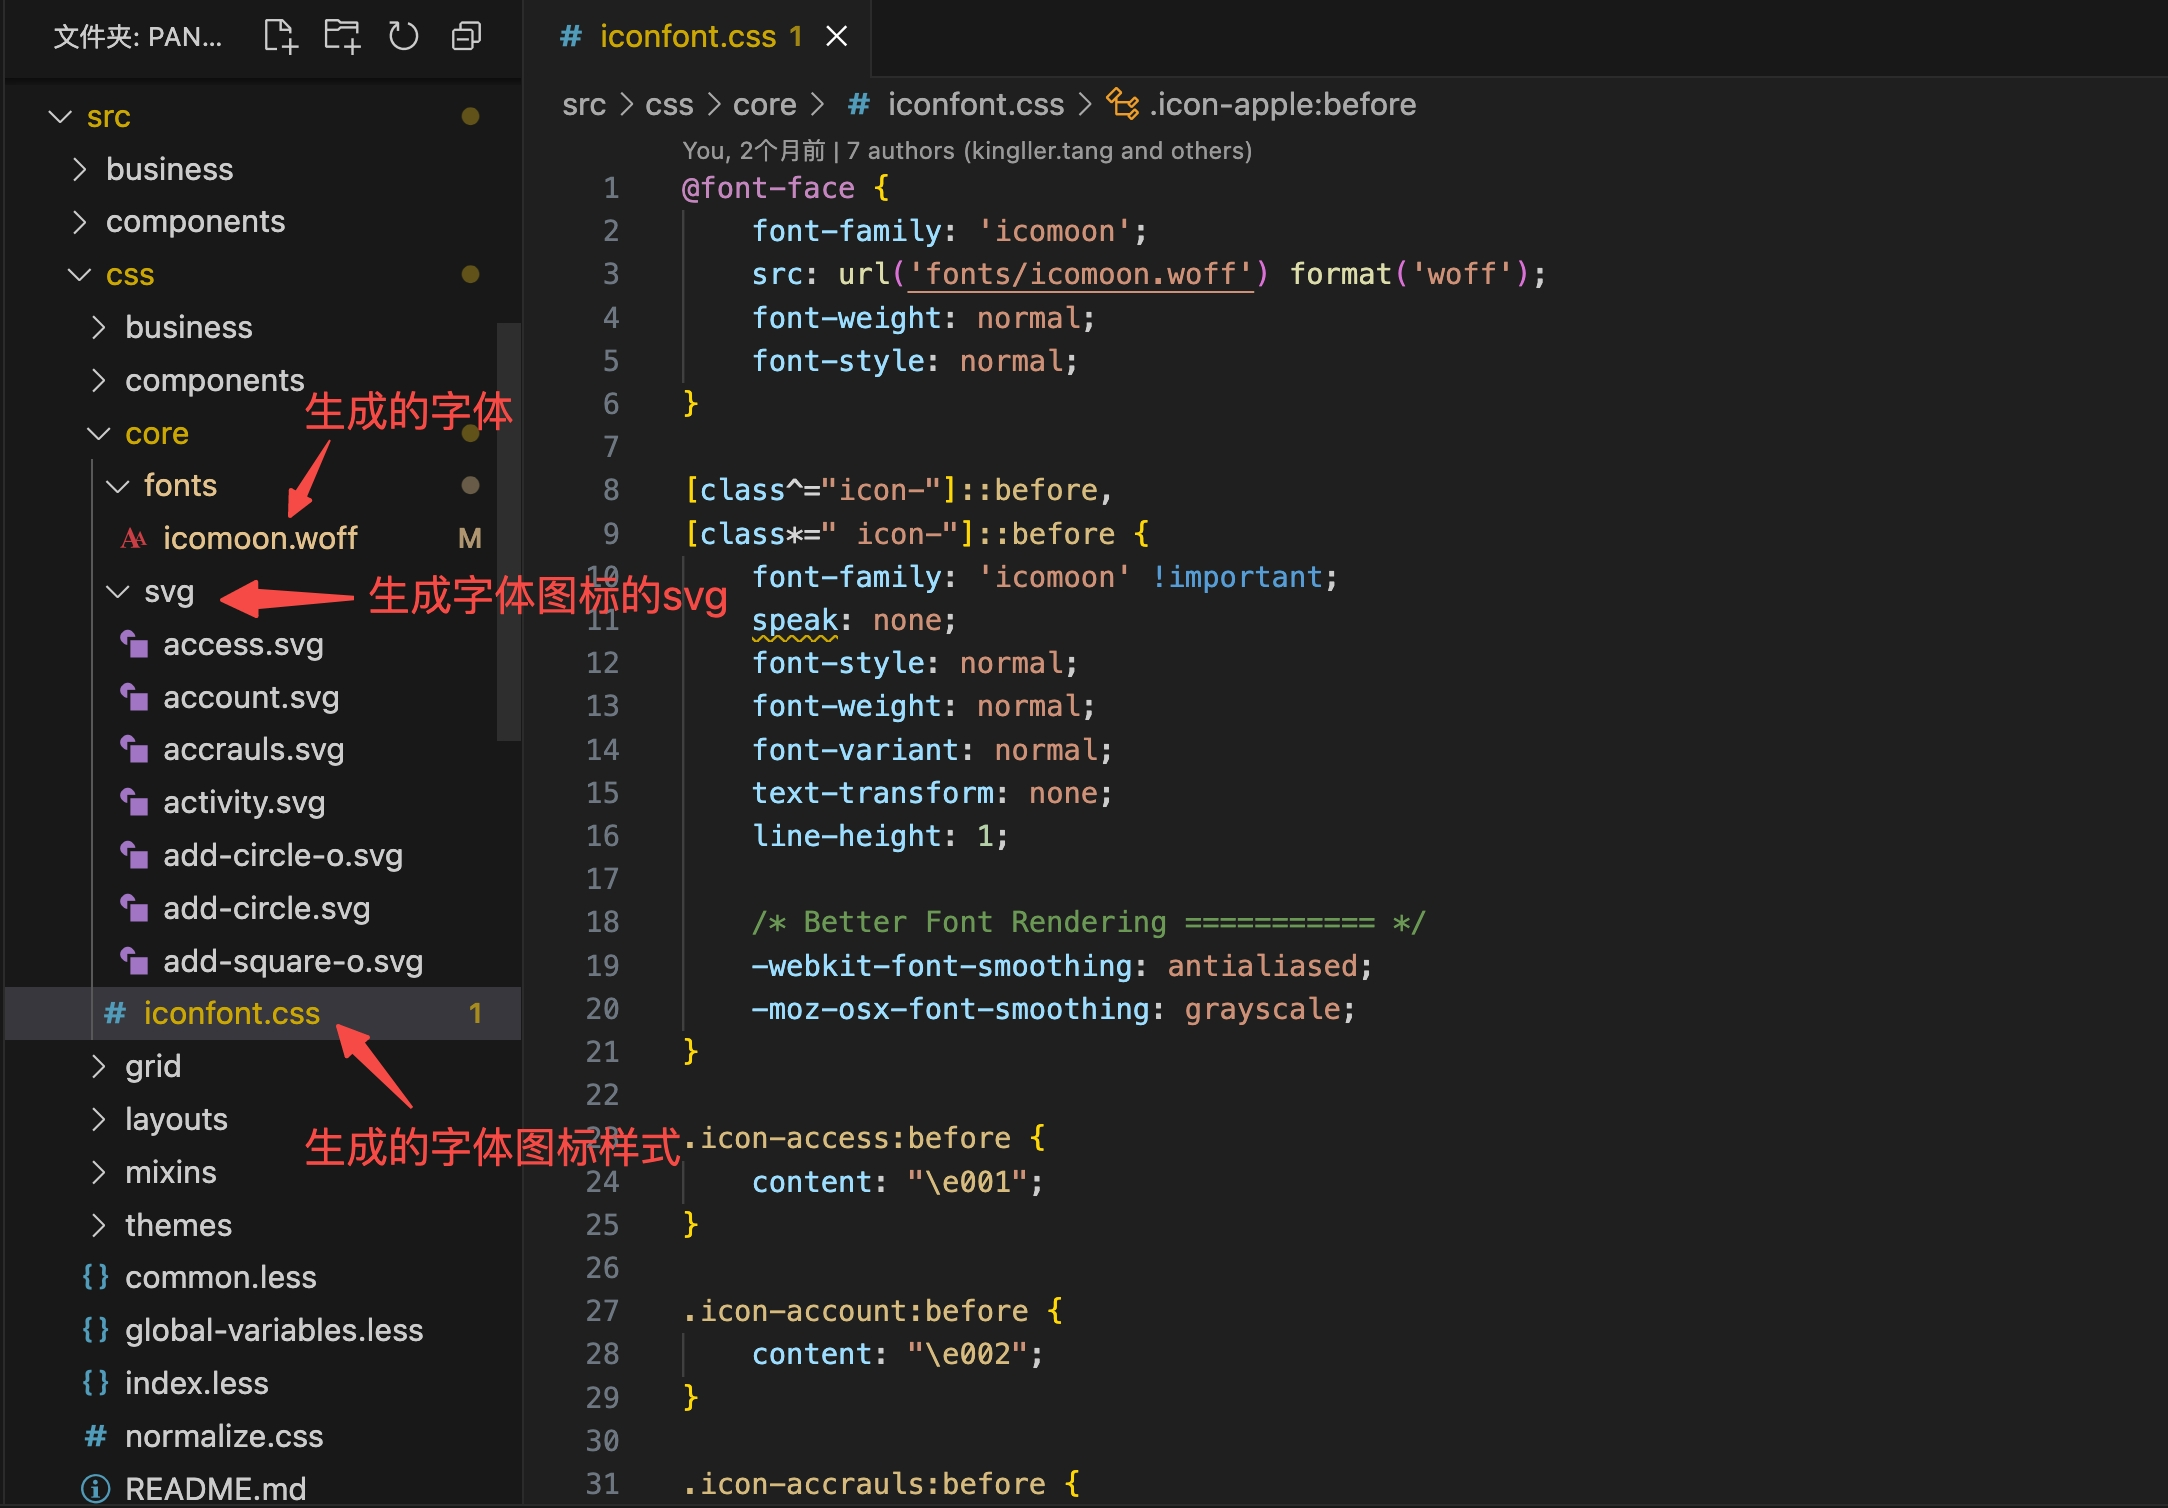 文件夹: PAN...
src
business
components
css
business
components
生成的字体
core
fonts
icomoon.woff M
svg
生成字体图标的svg
access.svg
account.svg
accrauls.svg
activity.svg
add-circle-o.svg
add-circle.svg
add-square-o.svg
# iconfont.css 1
grid
layouts
生成的字体图标样式
mixins
themes
{} common.less
{} global-variables.less
{} index.less
# normalize.css
README.md
# iconfont.css 1
src > css > core > # iconfont.css > .icon-apple:before
You, 2个月前 | 7 authors (kingller.tang and others)
1 @font-face {
2 font-family: 'icomoon';
3 src: url('fonts/icomoon.woff') format('woff');
4 font-weight: normal;
5 font-style: normal;
6 }
7
8 [class^="icon-"]::before,
9 [class*=" icon-"]::before {
10 font-family: 'icomoon' !important;
11 speak: none;
12 font-style: normal;
13 font-weight: normal;
14 font-variant: normal;
15 text-transform: none;
16 line-height: 1;
17
18 /* Better Font Rendering =========== */
19 -webkit-font-smoothing: antialiased;
20 -moz-osx-font-smoothing: grayscale;
21 }
22
23 .icon-access:before {
24 content: "\e001";
25 }
26
27 .icon-account:before {
28 content: "\e002";
29 }
30
31 .icon-accrauls:before {